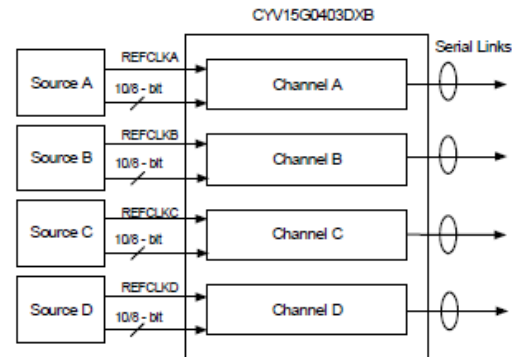 CYV15G0403DXB
Serial Links
REFCLKA
Source A
10/8 - bit
Channel A
REFCLKB
Source B
10/8 - bit
Channel B
REFCLKC
Source C
10/8 - bit
Channel C
REFCLKD
Source D
10/8 - bit
Channel D